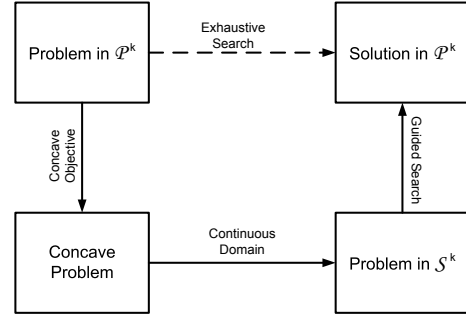 Problem in 𝒫ᵏ
Exhaustive
Search
Solution in 𝒫ᵏ
Concave
Objective
Guided Search
Concave
Problem
Continuous
Domain
Problem in 𝒮ᵏ